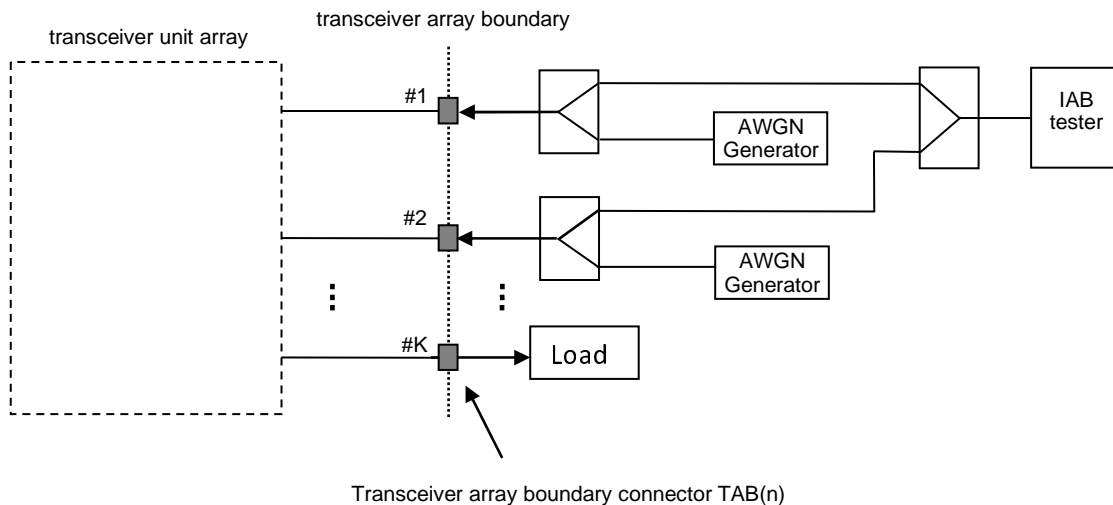 transceiver array boundary
transceiver unit array
#1
IAB
tester
AWGN
Generator
#2
AWGN
Generator
#K
Load
Transceiver array boundary connector TAB(n)